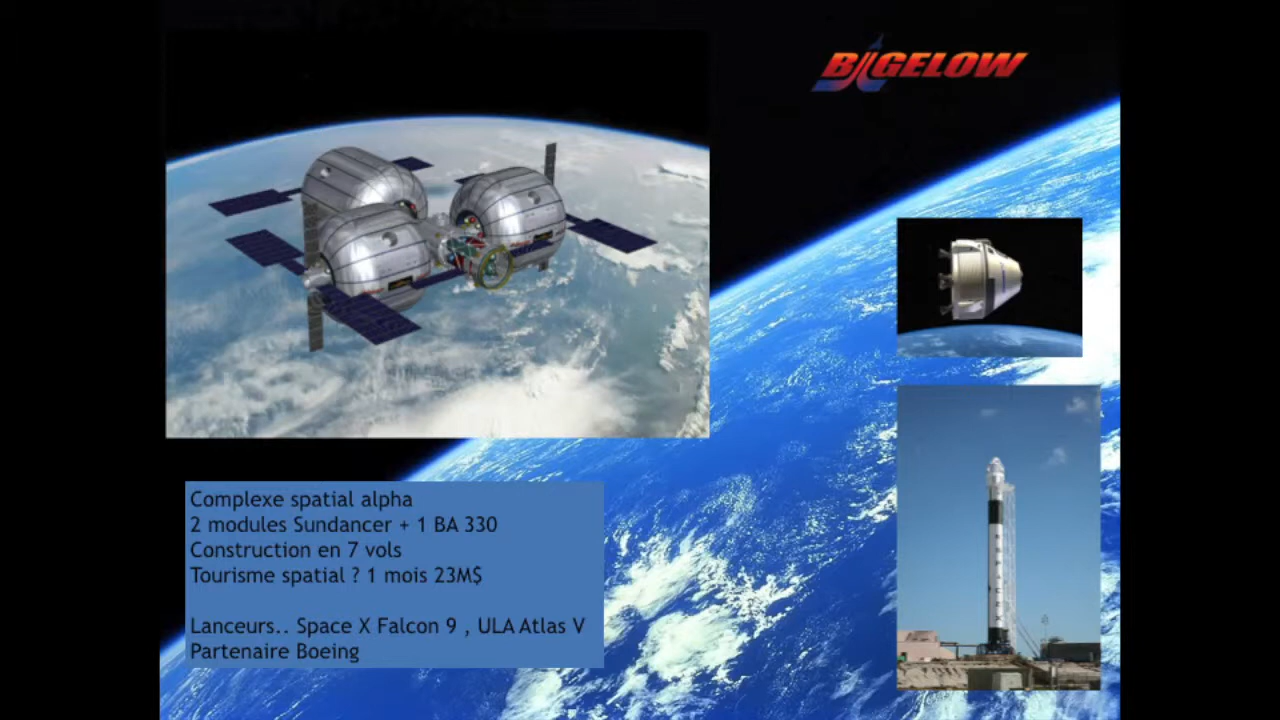 BIGELOW
Complexe spatial alpha
2 modules Sundancer + 1 BA 330
Construction en 7 vols
Tourisme spatial ? 1 mois 23M$
Lanceurs.. Space X Falcon 9 , ULA Atlas V
Partenaire Boeing